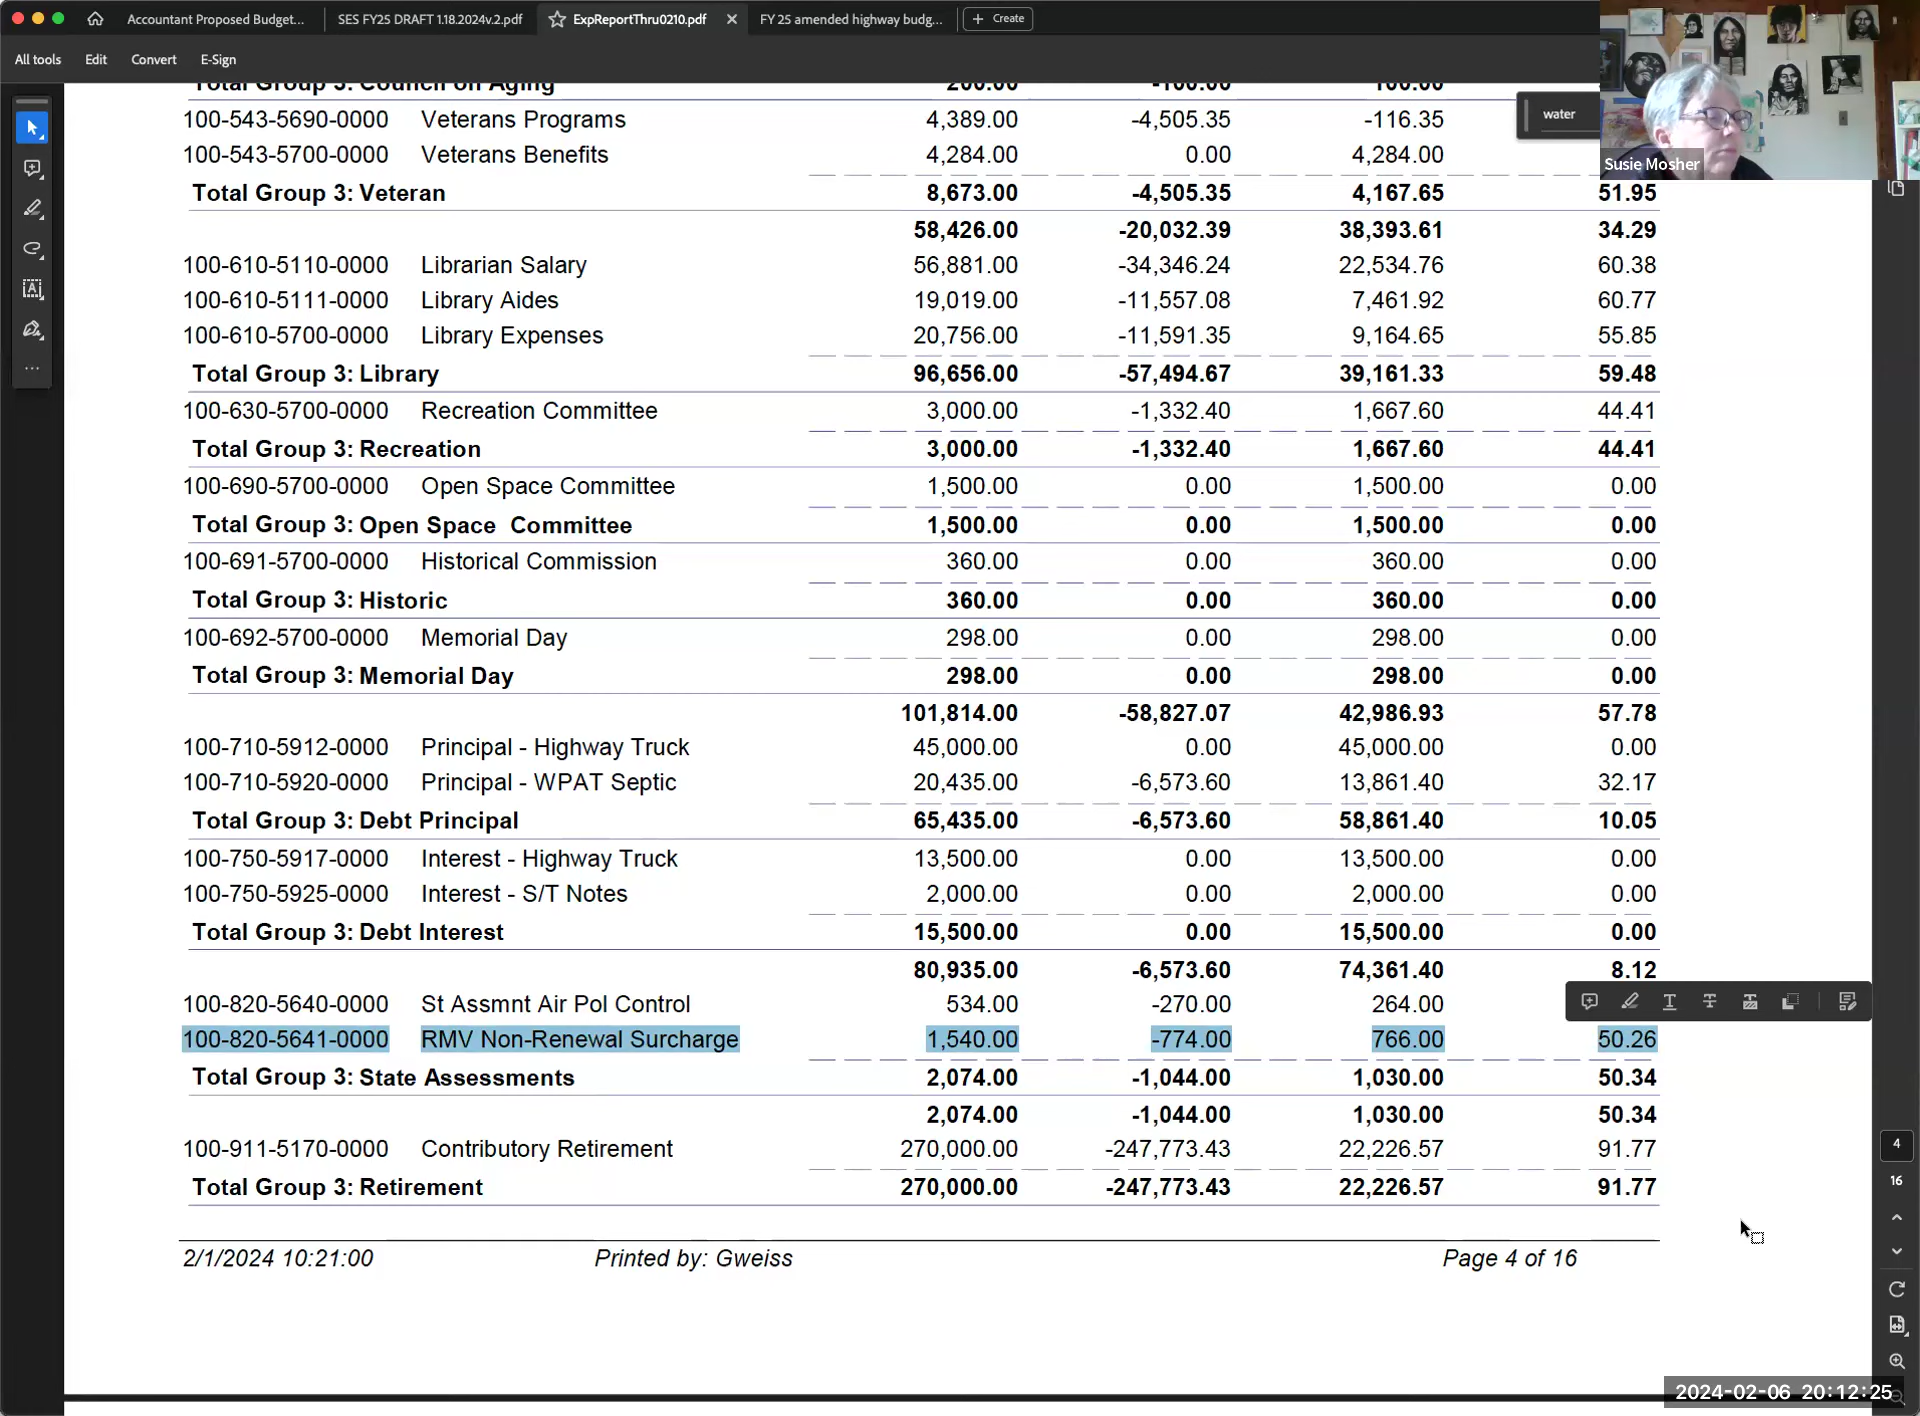 Accountant Proposed Budget...
SES FY25 DRAFT 1.18.2024v.2.pdf
ExpReportThru0210.pdf
FY 25 amended highway budg...
+ Create
All tools Edit Convert E-Sign
water
Susie Mosher
Total Group 3: Council on Aging 200.00 -100.00 100.00
100-543-5690-0000 Veterans Programs 4,389.00 -4,505.35 -116.35
100-543-5700-0000 Veterans Benefits 4,284.00 0.00 4,284.00
Total Group 3: Veteran 8,673.00 -4,505.35 4,167.65 51.95
58,426.00 -20,032.39 38,393.61 34.29
100-610-5110-0000 Librarian Salary 56,881.00 -34,346.24 22,534.76 60.38
100-610-5111-0000 Library Aides 19,019.00 -11,557.08 7,461.92 60.77
100-610-5700-0000 Library Expenses 20,756.00 -11,591.35 9,164.65 55.85
Total Group 3: Library 96,656.00 -57,494.67 39,161.33 59.48
100-630-5700-0000 Recreation Committee 3,000.00 -1,332.40 1,667.60 44.41
Total Group 3: Recreation 3,000.00 -1,332.40 1,667.60 44.41
100-690-5700-0000 Open Space Committee 1,500.00 0.00 1,500.00 0.00
Total Group 3: Open Space Committee 1,500.00 0.00 1,500.00 0.00
100-691-5700-0000 Historical Commission 360.00 0.00 360.00 0.00
Total Group 3: Historic 360.00 0.00 360.00 0.00
100-692-5700-0000 Memorial Day 298.00 0.00 298.00 0.00
Total Group 3: Memorial Day 298.00 0.00 298.00 0.00
101,814.00 -58,827.07 42,986.93 57.78
100-710-5912-0000 Principal - Highway Truck 45,000.00 0.00 45,000.00 0.00
100-710-5920-0000 Principal - WPAT Septic 20,435.00 -6,573.60 13,861.40 32.17
Total Group 3: Debt Principal 65,435.00 -6,573.60 58,861.40 10.05
100-750-5917-0000 Interest - Highway Truck 13,500.00 0.00 13,500.00 0.00
100-750-5925-0000 Interest - S/T Notes 2,000.00 0.00 2,000.00 0.00
Total Group 3: Debt Interest 15,500.00 0.00 15,500.00 0.00
80,935.00 -6,573.60 74,361.40 8.12
100-820-5640-0000 St Assmnt Air Pol Control 534.00 -270.00 264.00
100-820-5641-0000 RMV Non-Renewal Surcharge 1,540.00 -774.00 766.00 50.26
Total Group 3: State Assessments 2,074.00 -1,044.00 1,030.00 50.34
2,074.00 -1,044.00 1,030.00 50.34
100-911-5170-0000 Contributory Retirement 270,000.00 -247,773.43 22,226.57 91.77
Total Group 3: Retirement 270,000.00 -247,773.43 22,226.57 91.77
2/1/2024 10:21:00 Printed by: Gweiss Page 4 of 16
4
16
2024-02-06 20:12:25